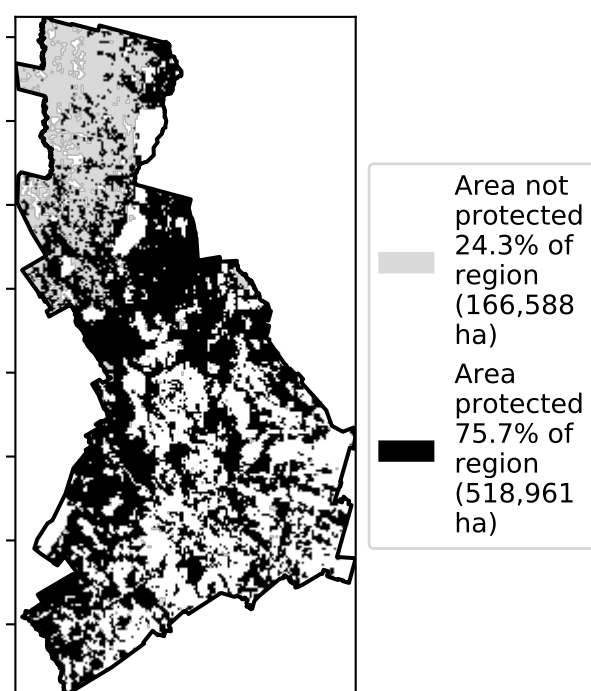 Area not
protected
24.3% of
region
(166,588
ha)
Area
protected
75.7% of
region
(518,961
ha)